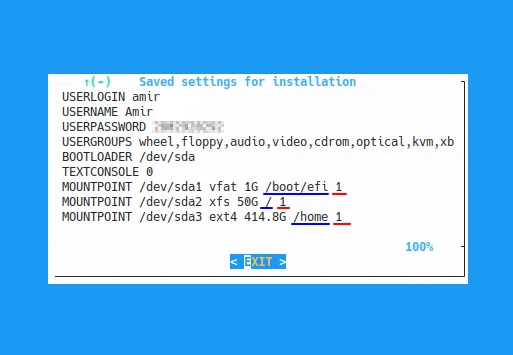 ↑(-) Saved settings for installation
USERLOGIN amir
USERNAME Amir
USERPASSWORD
USERGROUPS wheel,floppy,audio,video,cdrom,optical,kvm,xb
BOOTLOADER /dev/sda
TEXTCONSOLE 0
MOUNTPOINT /dev/sda1 vfat 1G /boot/efi 1
MOUNTPOINT /dev/sda2 xfs 50G / 1
MOUNTPOINT /dev/sda3 ext4 414.8G /home 1
100%
< EXIT >